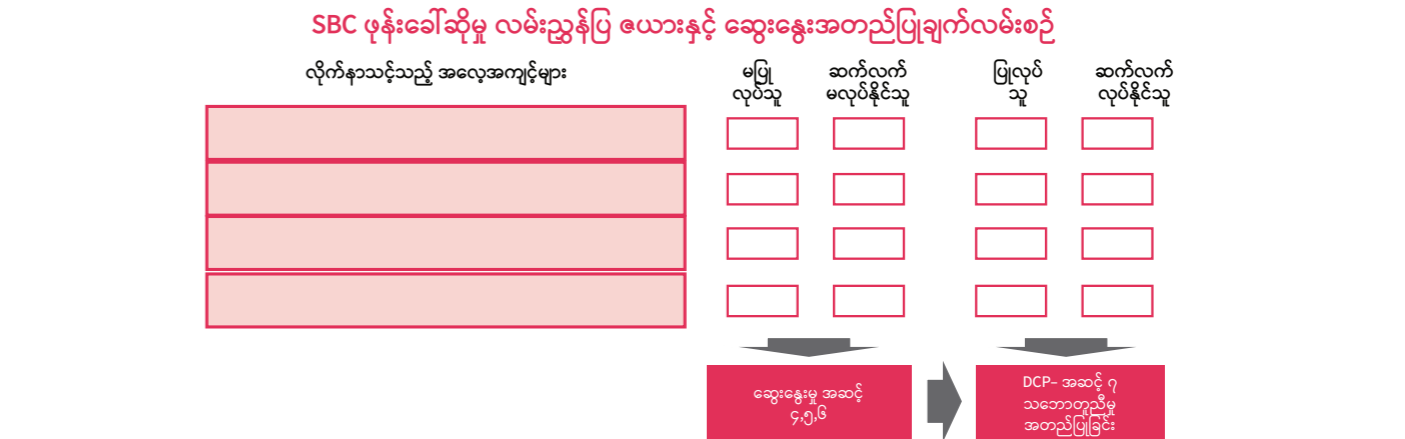 SBC ဖုန်းခေါ်ဆိုမှု လမ်းညွှန်ပြ ဇယားနှင့် ဆွေးနွေးအတည်ပြုချက်လမ်းစဉ်
လိုက်နာသင့်သည့် အလေ့အကျင့်များ
မပြု
လုပ်သူ
ဆက်လက်
မလုပ်နိုင်သူ
ပြုလုပ်
သူ
ဆက်လက်
လုပ်နိုင်သူ
ဆွေးနွေးမှု အဆင့်
၄,၅,၆
DCP– အဆင့် ၇
သဘောတူညီမှု
အတည်ပြုခြင်း